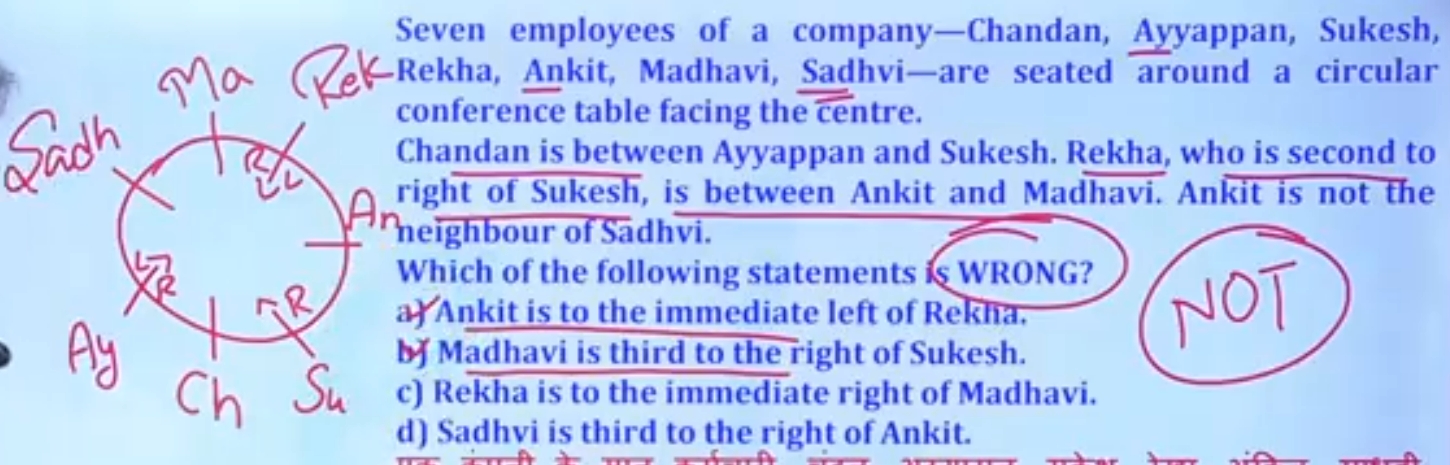 Seven employees of a company—Chandan, Ayyappan, Sukesh,
Rekha, Ankit, Madhavi, Sadhvi—are seated around a circular
conference table facing the centre.
Chandan is between Ayyappan and Sukesh. Rekha, who is second to
right of Sukesh, is between Ankit and Madhavi. Ankit is not the
neighbour of Sadhvi.
Which of the following statements is WRONG?
a) Ankit is to the immediate left of Rekha.
b) Madhavi is third to the right of Sukesh.
c) Rekha is to the immediate right of Madhavi.
d) Sadhvi is third to the right of Ankit.
Ma
Rek
Sadh
R
L
An
L
R
R
Ay
Ch
Su
NOT